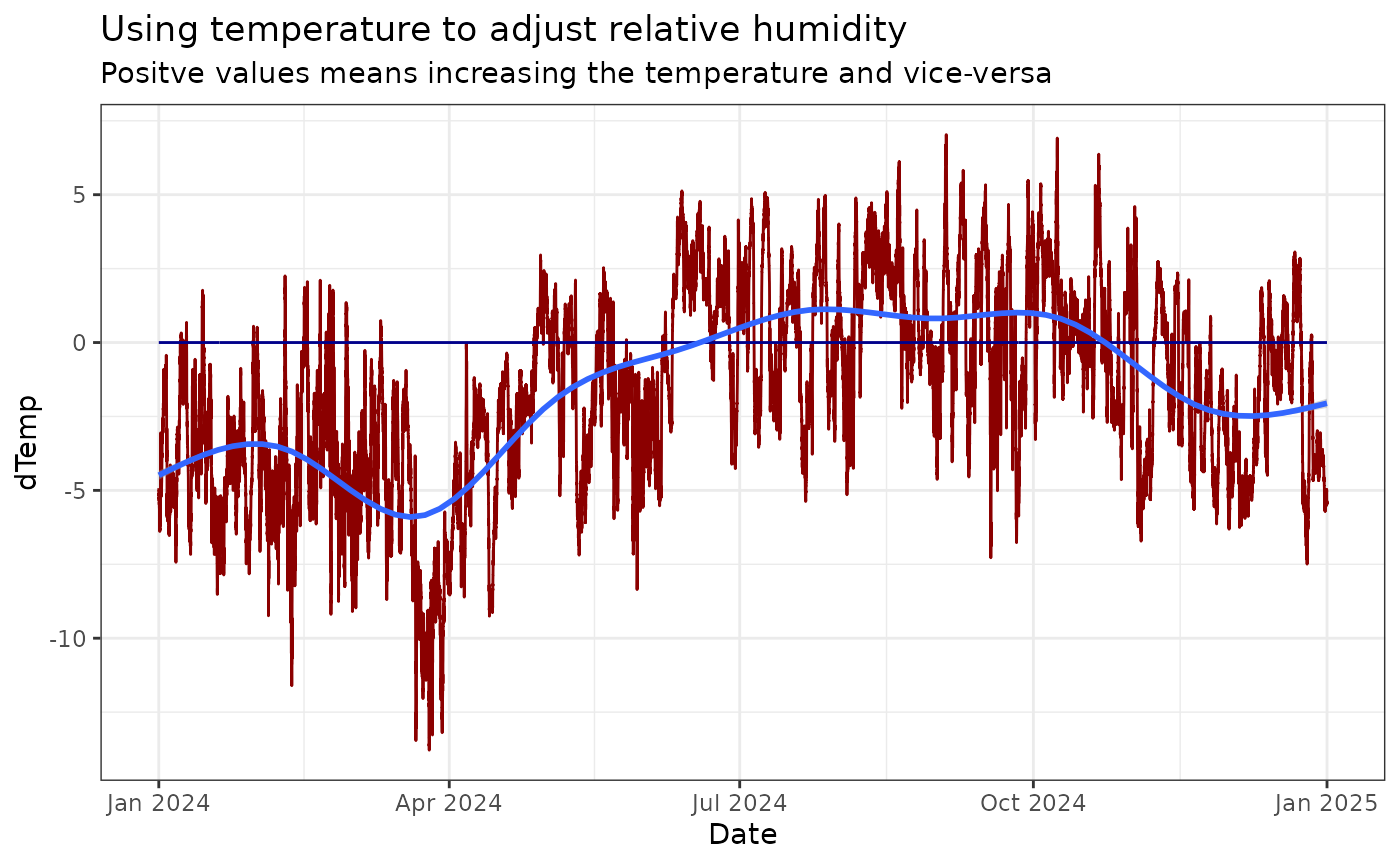 Using temperature to adjust relative humidity
Positve values means increasing the temperature and vice-versa
dTemp
5
0
-5
-10
Jan 2024
Apr 2024
Jul 2024
Oct 2024
Jan 2025
Date